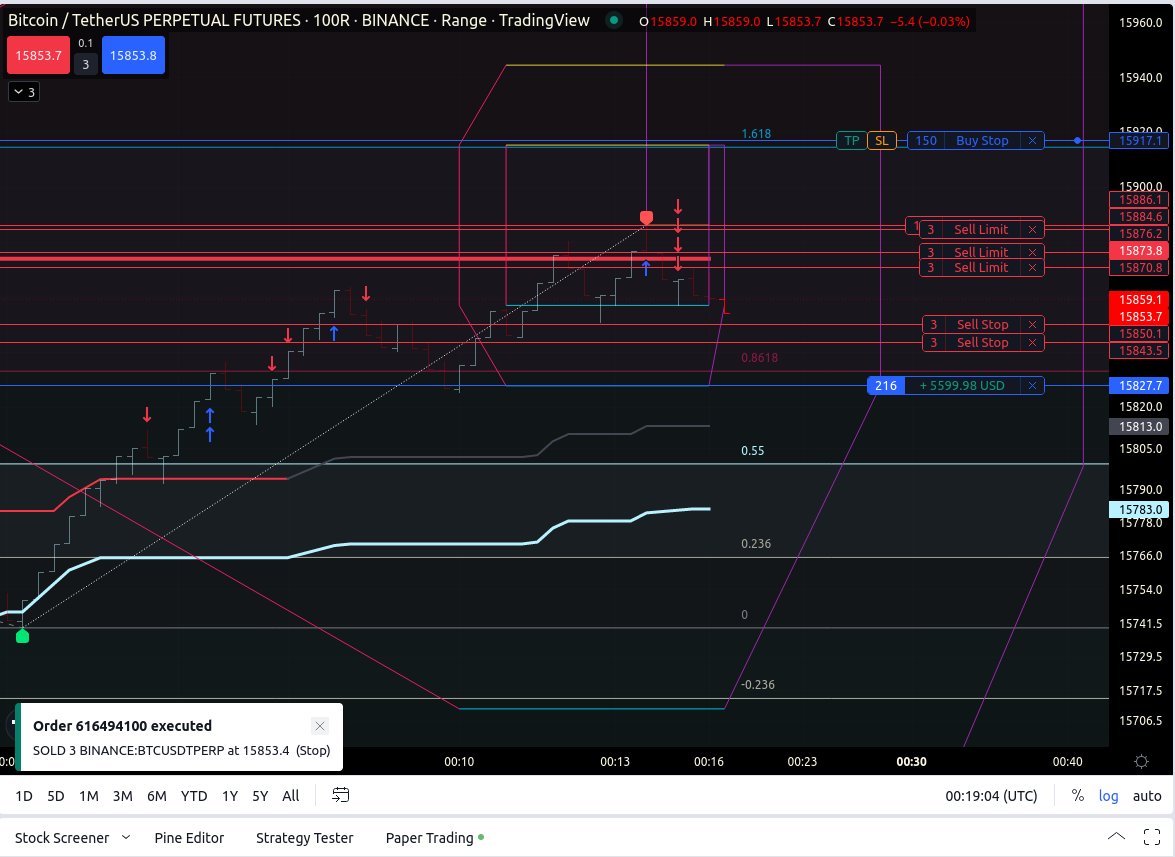 Bitcoin / TetherUS PERPETUAL FUTURES · 100R · BINANCE · Range · TradingView O15859.0 H15859.0 L15853.7 C15853.7 −5.4 (−0.03%)
15853.7 0.1 3 15853.8
3
15960.0
15940.0
15920.0
1.618
TP SL 150 Buy Stop × 15917.1
15900.0
15886.1
15884.6
3 Sell Limit × 15876.2
3 Sell Limit × 15873.8
3 Sell Limit × 15870.8
15859.1
15853.7
3 Sell Stop × 15850.1
3 Sell Stop × 15843.5
0.8618
216 + 5599.98 USD × 15827.7
15820.0
15813.0
15805.0
0.55
15790.0
15783.0
15778.0
0.236
15766.0
15754.0
0
15741.5
15729.5
-0.236
15717.5
15706.5
Order 616494100 executed ×
SOLD 3 BINANCE:BTCUSDTPERP at 15853.4 (Stop)
00:10 00:13 00:16 00:23 00:30 00:40
1D 5D 1M 3M 6M YTD 1Y 5Y All 00:19:04 (UTC) % log auto
Stock Screener Pine Editor Strategy Tester Paper Trading